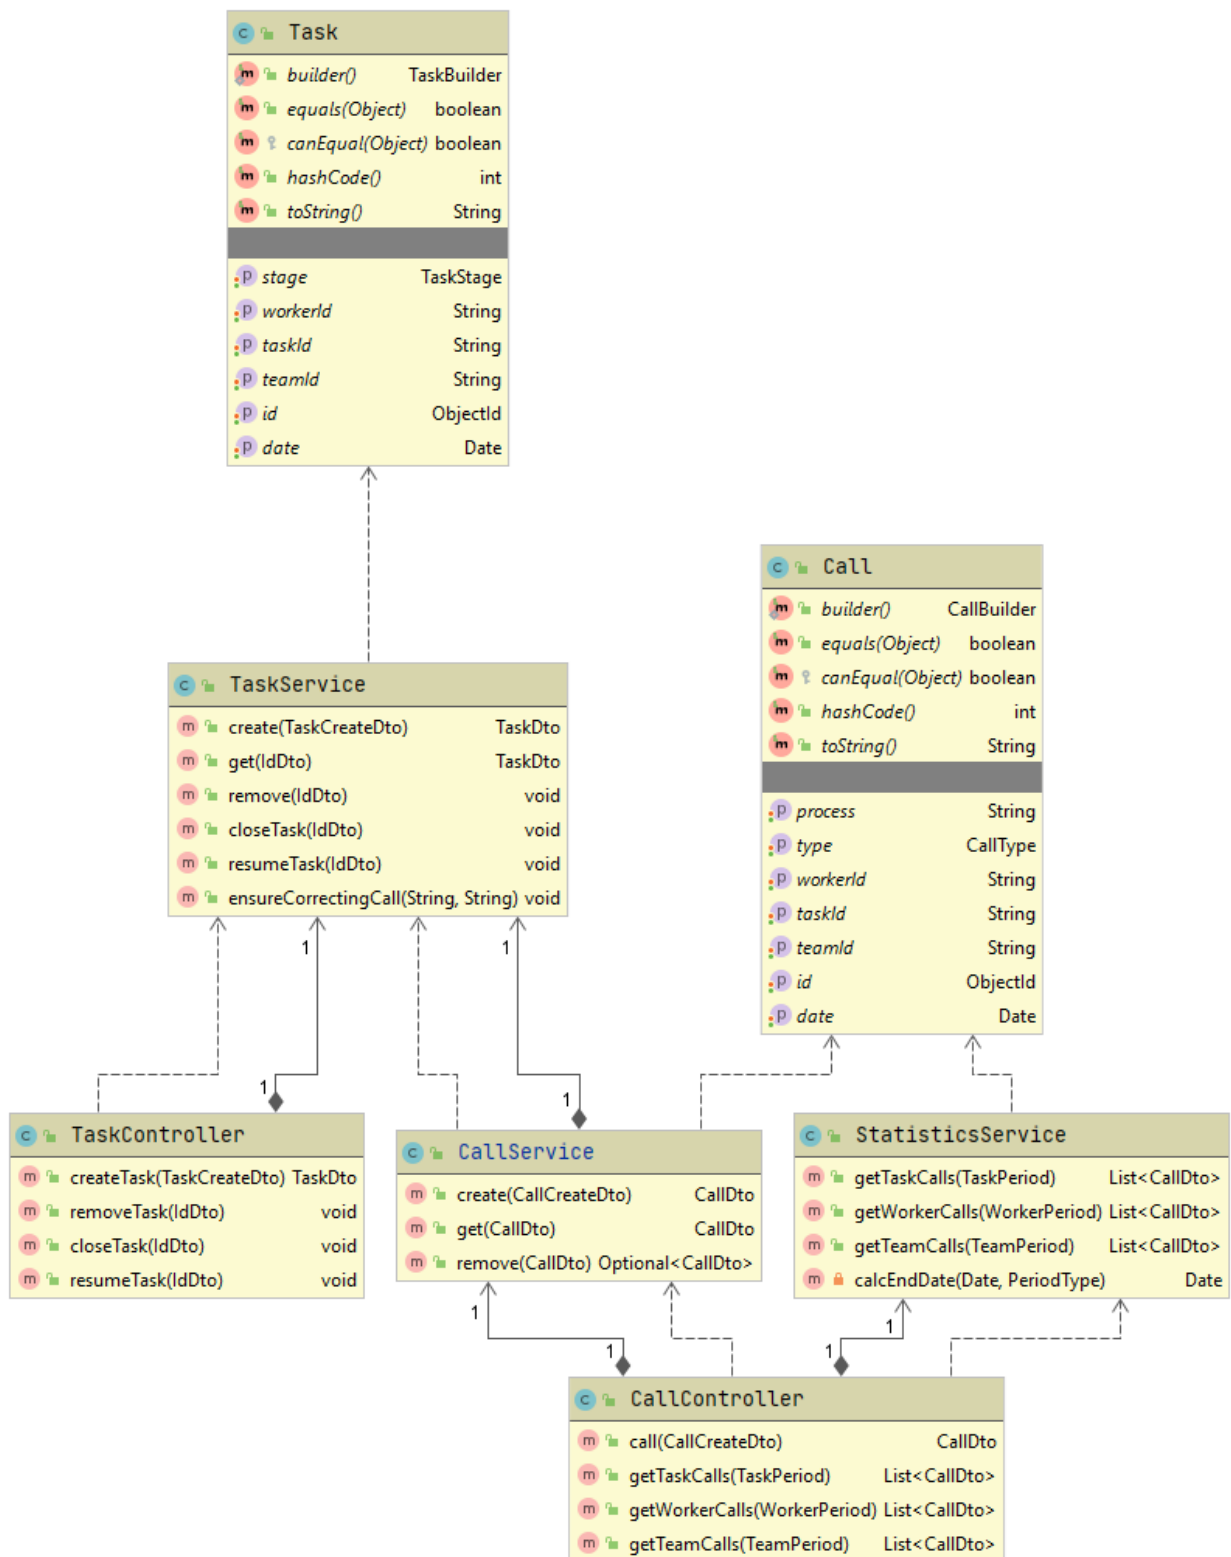 Task
builder() TaskBuilder
equals(Object) boolean
canEqual(Object) boolean
hashCode() int
toString() String
stage TaskStage
workerId String
taskId String
teamId String
id ObjectId
date Date
Call
builder() CallBuilder
equals(Object) boolean
canEqual(Object) boolean
hashCode() int
toString() String
process String
type CallType
workerId String
taskId String
teamId String
id ObjectId
date Date
TaskService
create(TaskCreateDto) TaskDto
get(IdDto) TaskDto
remove(IdDto) void
closeTask(IdDto) void
resumeTask(IdDto) void
ensureCorrectingCall(String, String) void
1
1
1
1
TaskController
createTask(TaskCreateDto) TaskDto
removeTask(IdDto) void
closeTask(IdDto) void
resumeTask(IdDto) void
CallService
create(CallCreateDto) CallDto
get(CallDto) CallDto
remove(CallDto) Optional<CallDto>
StatisticsService
getTaskCalls(TaskPeriod) List<CallDto>
getWorkerCalls(WorkerPeriod) List<CallDto>
getTeamCalls(TeamPeriod) List<CallDto>
calcEndDate(Date, PeriodType) Date
1
1
1
1
CallController
call(CallCreateDto) CallDto
getTaskCalls(TaskPeriod) List<CallDto>
getWorkerCalls(WorkerPeriod) List<CallDto>
getTeamCalls(TeamPeriod) List<CallDto>